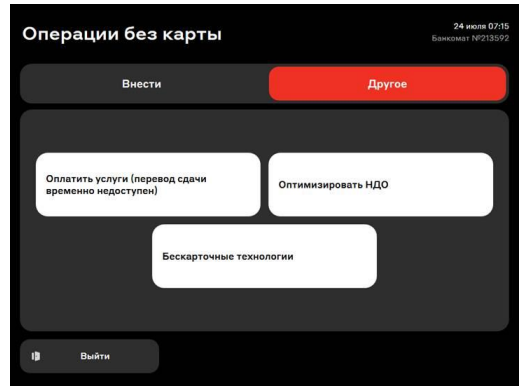 Операции без карты
24 июля 07:15
Банкомат №213592
Внести
Другое
Оплатить услуги (перевод сдачи
временно недоступен)
Оптимизировать НДО
Бескарточные технологии
Выйти